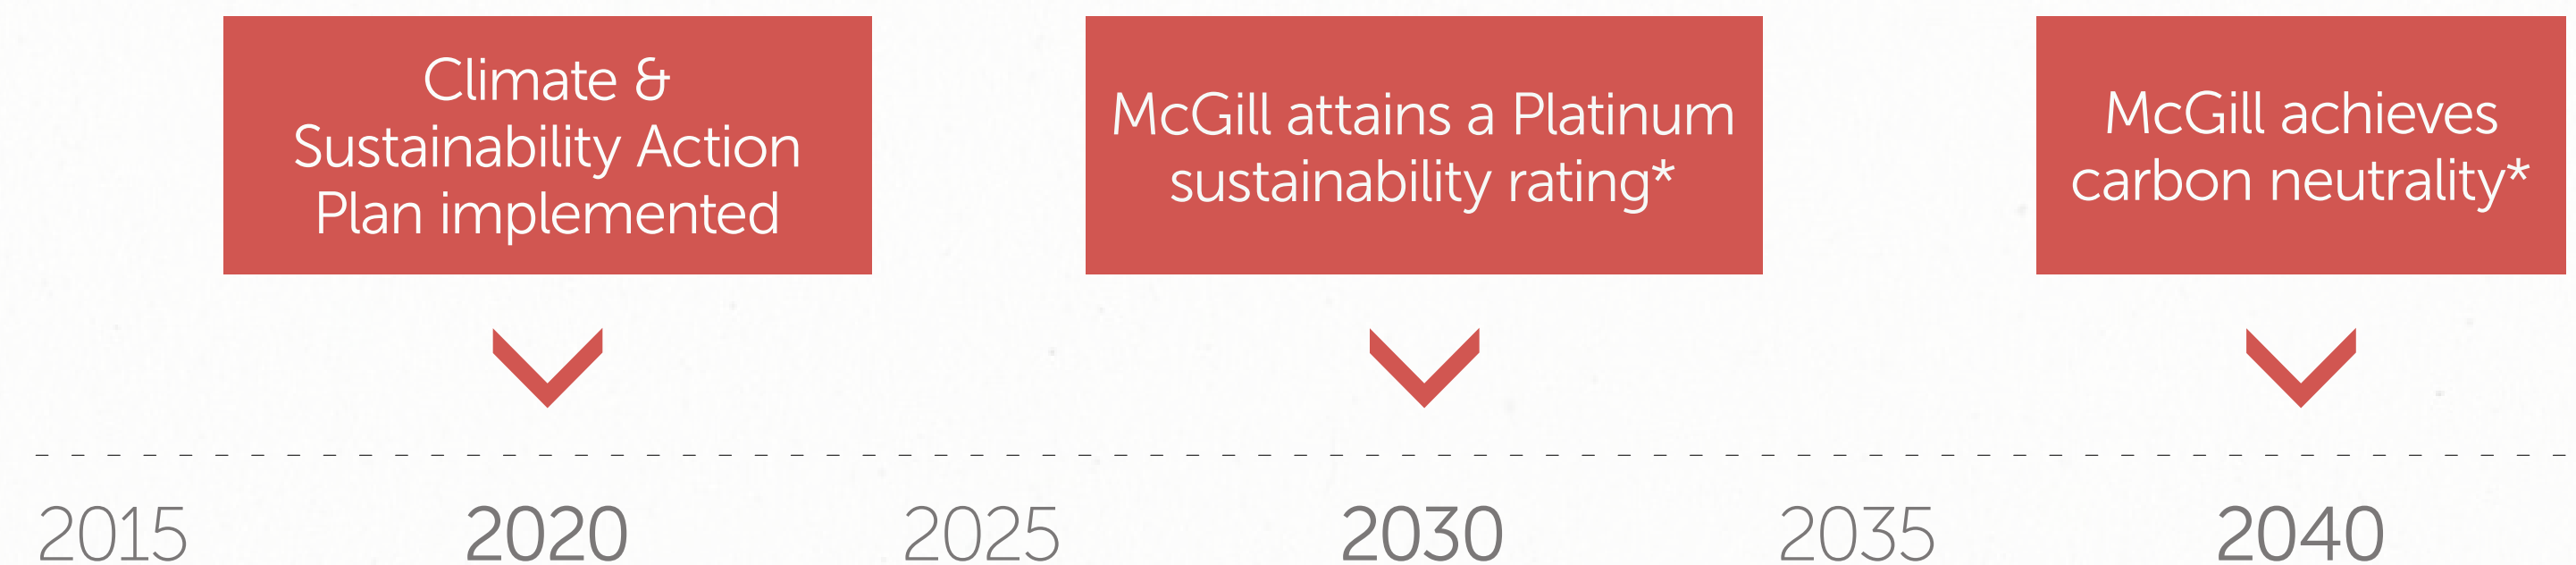 Climate &
Sustainability Action
Plan implemented
McGill attains a Platinum
sustainability rating*
McGill achieves
carbon neutrality*
2015
2020
2025
2030
2035
2040